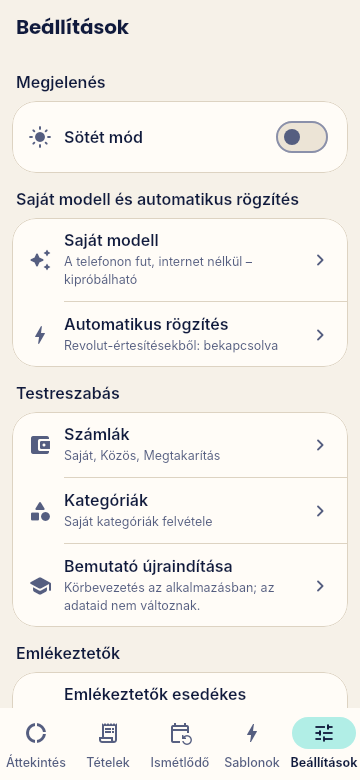 Beállítások
Megjelenés
Sötét mód
Saját modell és automatikus rögzítés
Saját modell
A telefonon fut, internet nélkül –
kipróbálható
Automatikus rögzítés
Revolut-értesítésekből: bekapcsolva
Testreszabás
Számlák
Saját, Közös, Megtakarítás
Kategóriák
Saját kategóriák felvétele
Bemutató újraindítása
Körbevezetés az alkalmazásban; az
adataid nem változnak.
Emlékeztetők
Emlékeztetők esedékes
Áttekintés
Tételek
Ismétlődő
Sablonok
Beállítások